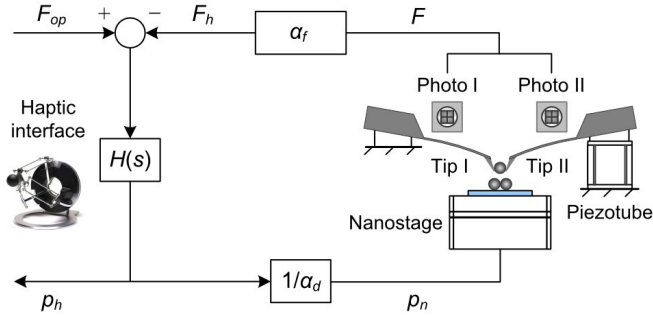 F_op + − F_h α_f F
Photo I Photo II
Haptic
interface
H(s)
Tip I Tip II
Nanostage Piezotube
p_h 1/α_d p_n